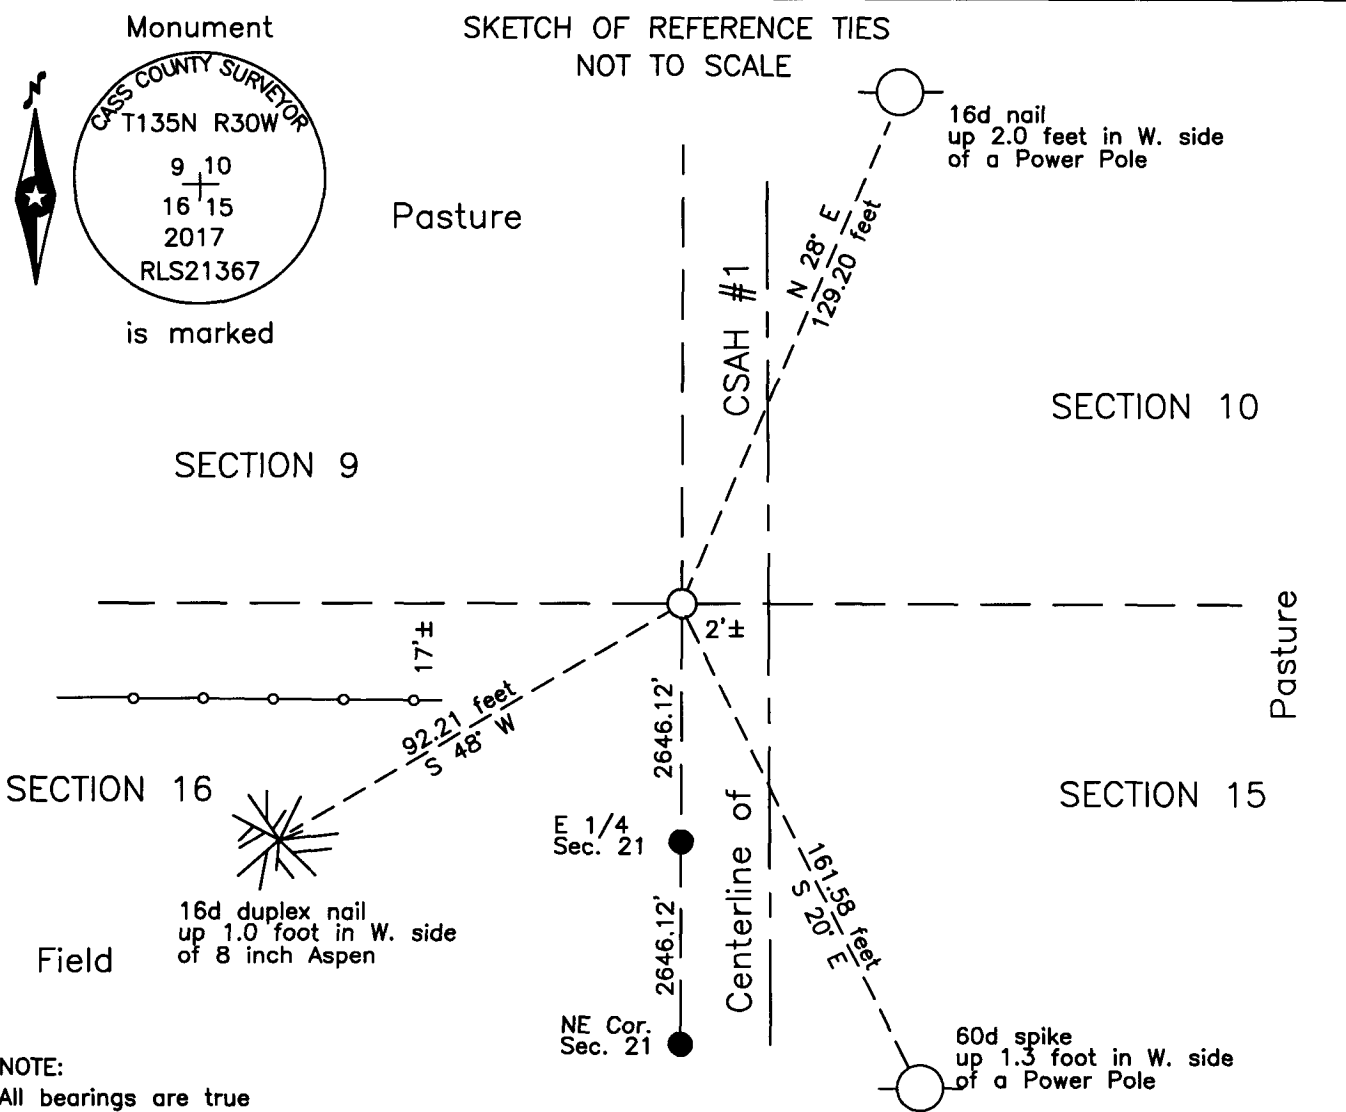 Monument
SKETCH OF REFERENCE TIES
NOT TO SCALE
N
CASS COUNTY SURVEYOR
T135N R30W
9 10
16 15
2017
RLS21367
is marked
Pasture
16d nail
up 2.0 feet in W. side
of a Power Pole
N 28° E
129.20 feet
CSAH #1
SECTION 10
SECTION 9
2'±
17'±
Pasture
92.21 feet
S 48° W
2646.12'
SECTION 16
SECTION 15
E 1/4
Sec. 21
Centerline of
161.58 feet
S 20° E
16d duplex nail
up 1.0 foot in W. side
of 8 inch Aspen
Field
2646.12'
NE Cor.
Sec. 21
60d spike
up 1.3 foot in W. side
of a Power Pole
NOTE:
All bearings are true